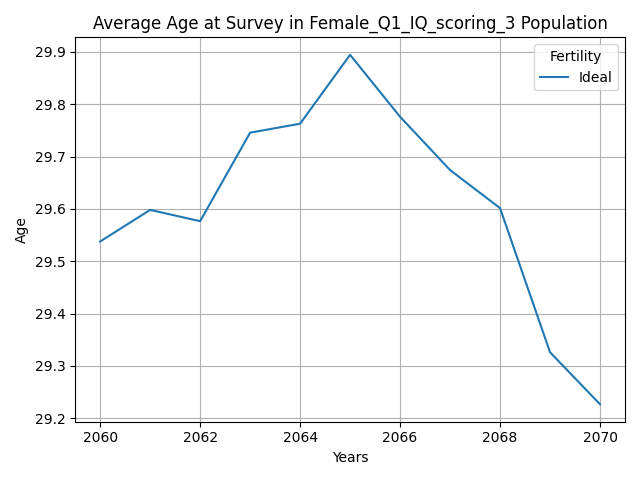 Average Age at Survey in Female_Q1_IQ_scoring_3 Population
Fertility
Ideal
29.9
29.8
29.7
29.6
29.5
29.4
29.3
29.2
Age
2060 2062 2064 2066 2068 2070
Years